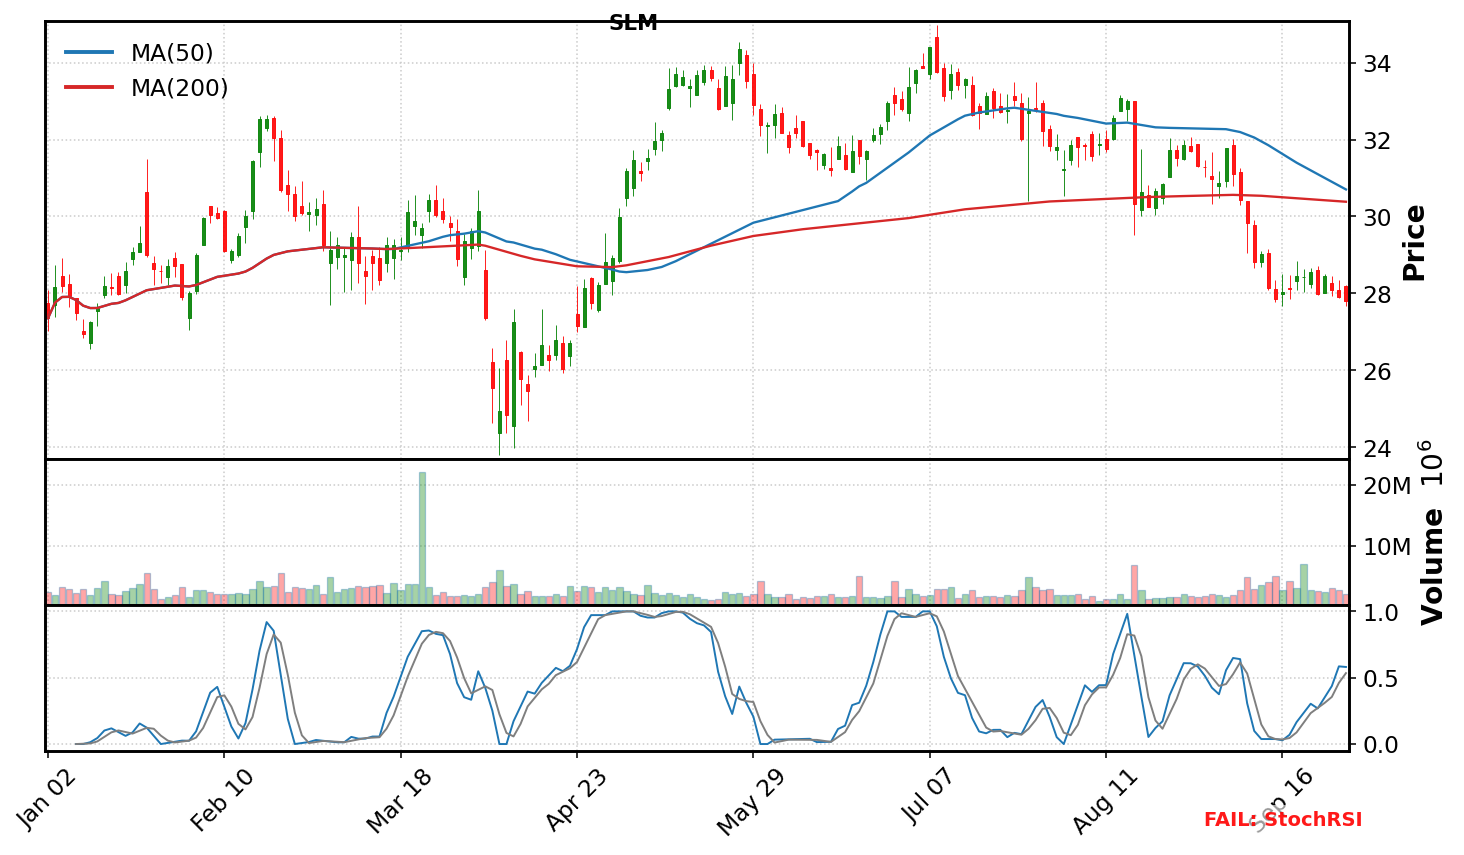 SLM
MA(50)
MA(200)
34
32
30
28
26
24
Price
20M
10M
Volume 10^6
1.0
0.5
0.0
Jan 02
Feb 10
Mar 18
Apr 23
May 29
Jul 07
Aug 11
Sep 16
FAIL: StochRSI